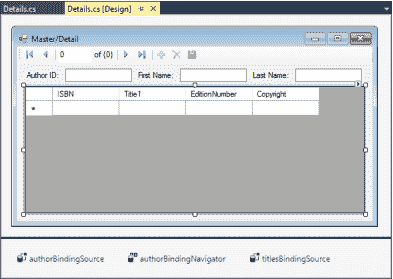 Details.cs
Details.cs [Design]
Master/Detail
0 of {0}
Author ID: First Name: Last Name:
ISBN Title1 EditionNumber Copyright
authorBindingSource authorBindingNavigator titlesBindingSource